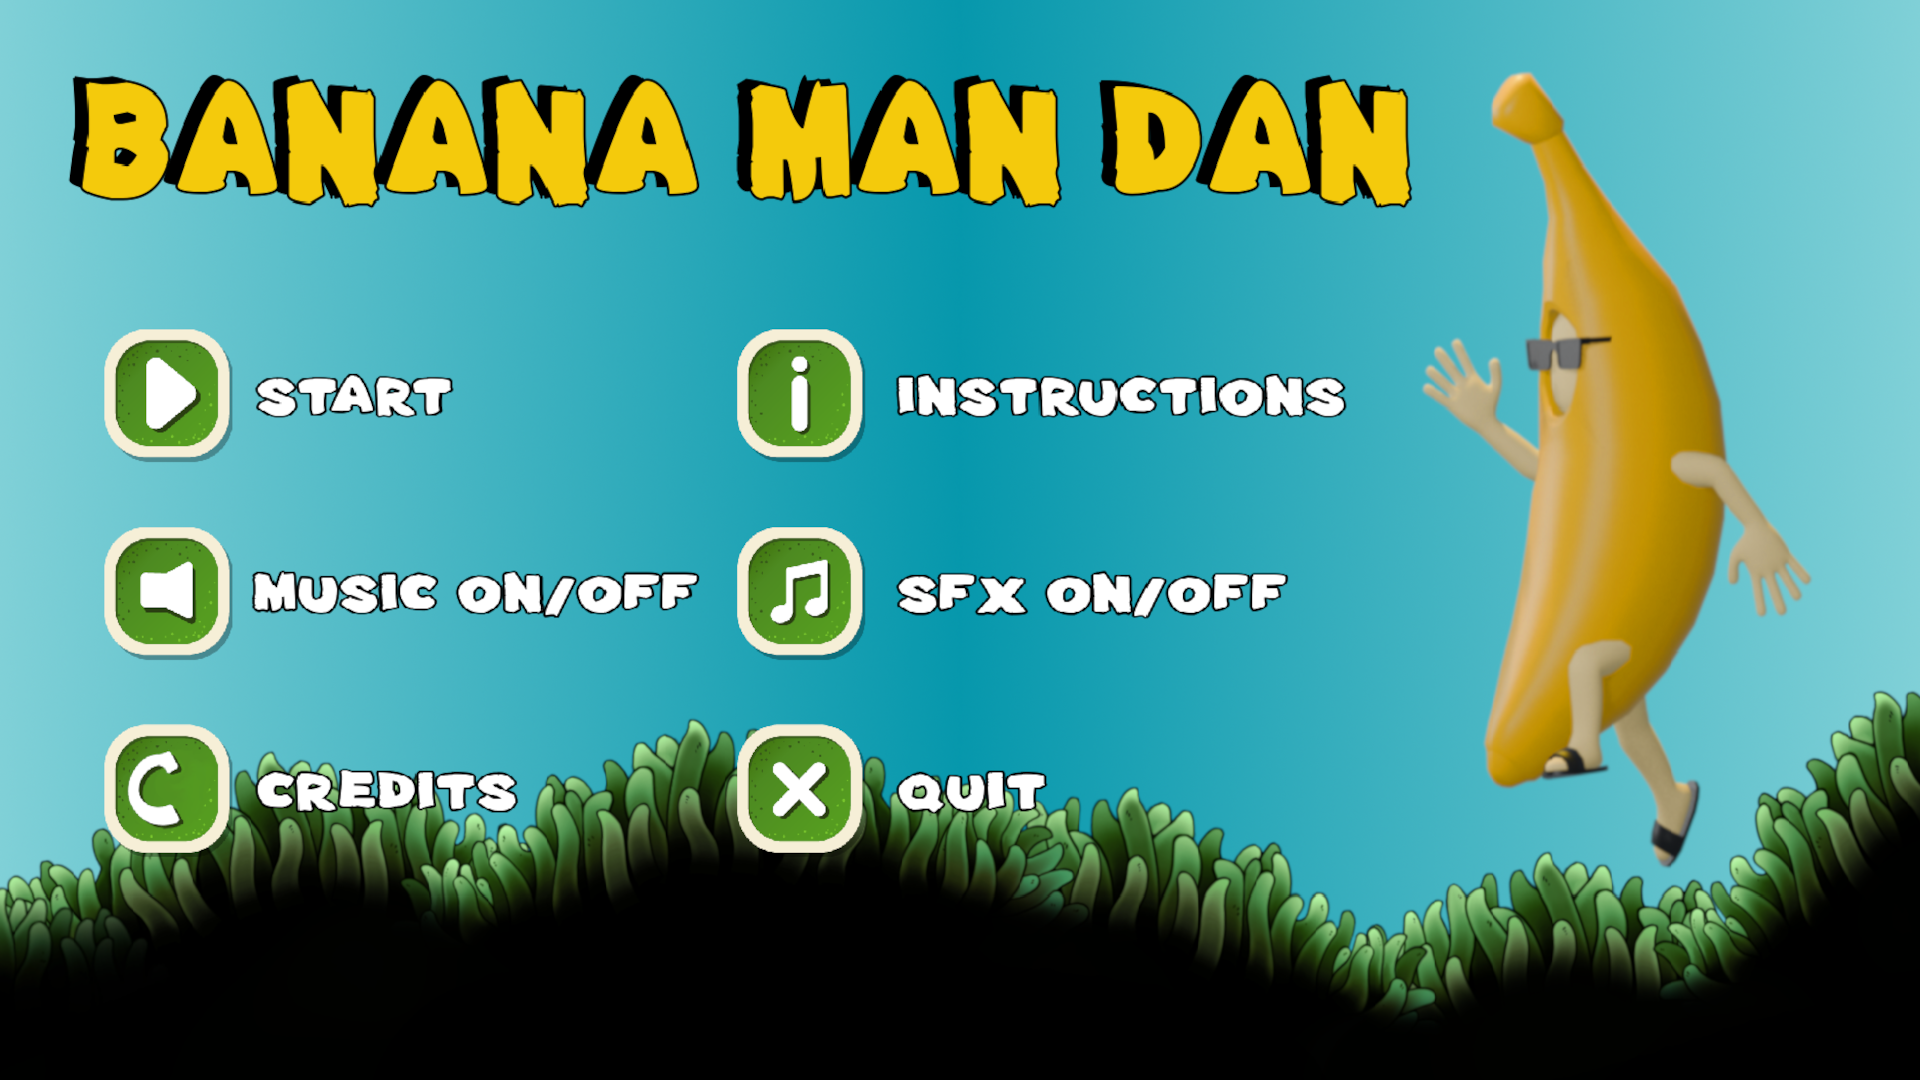 BANANA MAN DAN
START
INSTRUCTIONS
MUSIC ON/OFF
SFX ON/OFF
CREDITS
QUIT